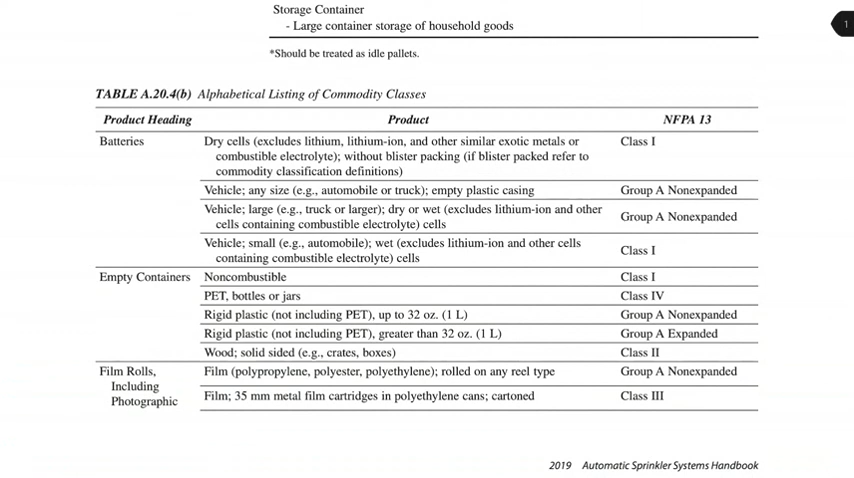 Storage Container
- Large container storage of household goods
*Should be treated as idle pallets.
1
TABLE A.20.4(b) Alphabetical Listing of Commodity Classes
Product Heading Product NFPA 13
Batteries Dry cells (excludes lithium, lithium-ion, and other similar exotic metals or Class I
combustible electrolyte); without blister packing (if blister packed refer to
commodity classification definitions)
Vehicle; any size (e.g., automobile or truck); empty plastic casing Group A Nonexpanded
Vehicle; large (e.g., truck or larger); dry or wet (excludes lithium-ion and other Group A Nonexpanded
cells containing combustible electrolyte) cells
Vehicle; small (e.g., automobile); wet (excludes lithium-ion and other cells Class I
containing combustible electrolyte) cells
Empty Containers Noncombustible Class I
PET, bottles or jars Class IV
Rigid plastic (not including PET), up to 32 oz. (1 L) Group A Nonexpanded
Rigid plastic (not including PET), greater than 32 oz. (1 L) Group A Expanded
Wood; solid sided (e.g., crates, boxes) Class II
Film Rolls, Film (polypropylene, polyester, polyethylene); rolled on any reel type Group A Nonexpanded
Including
Photographic Film; 35 mm metal film cartridges in polyethylene cans; cartoned Class III
2019 Automatic Sprinkler Systems Handbook